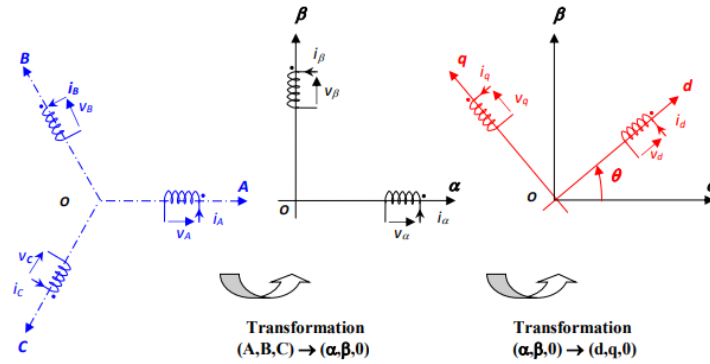 B
i_B
v_B
O
A
v_A
i_A
v_C
i_C
C
β
i_β
v_β
α
O
v_α
i_α
β
q
i_q
v_q
d
i_d
v_d
θ
O
Transformation
(A,B,C) → (α,β,0)
Transformation
(α,β,0) → (d,q,0)